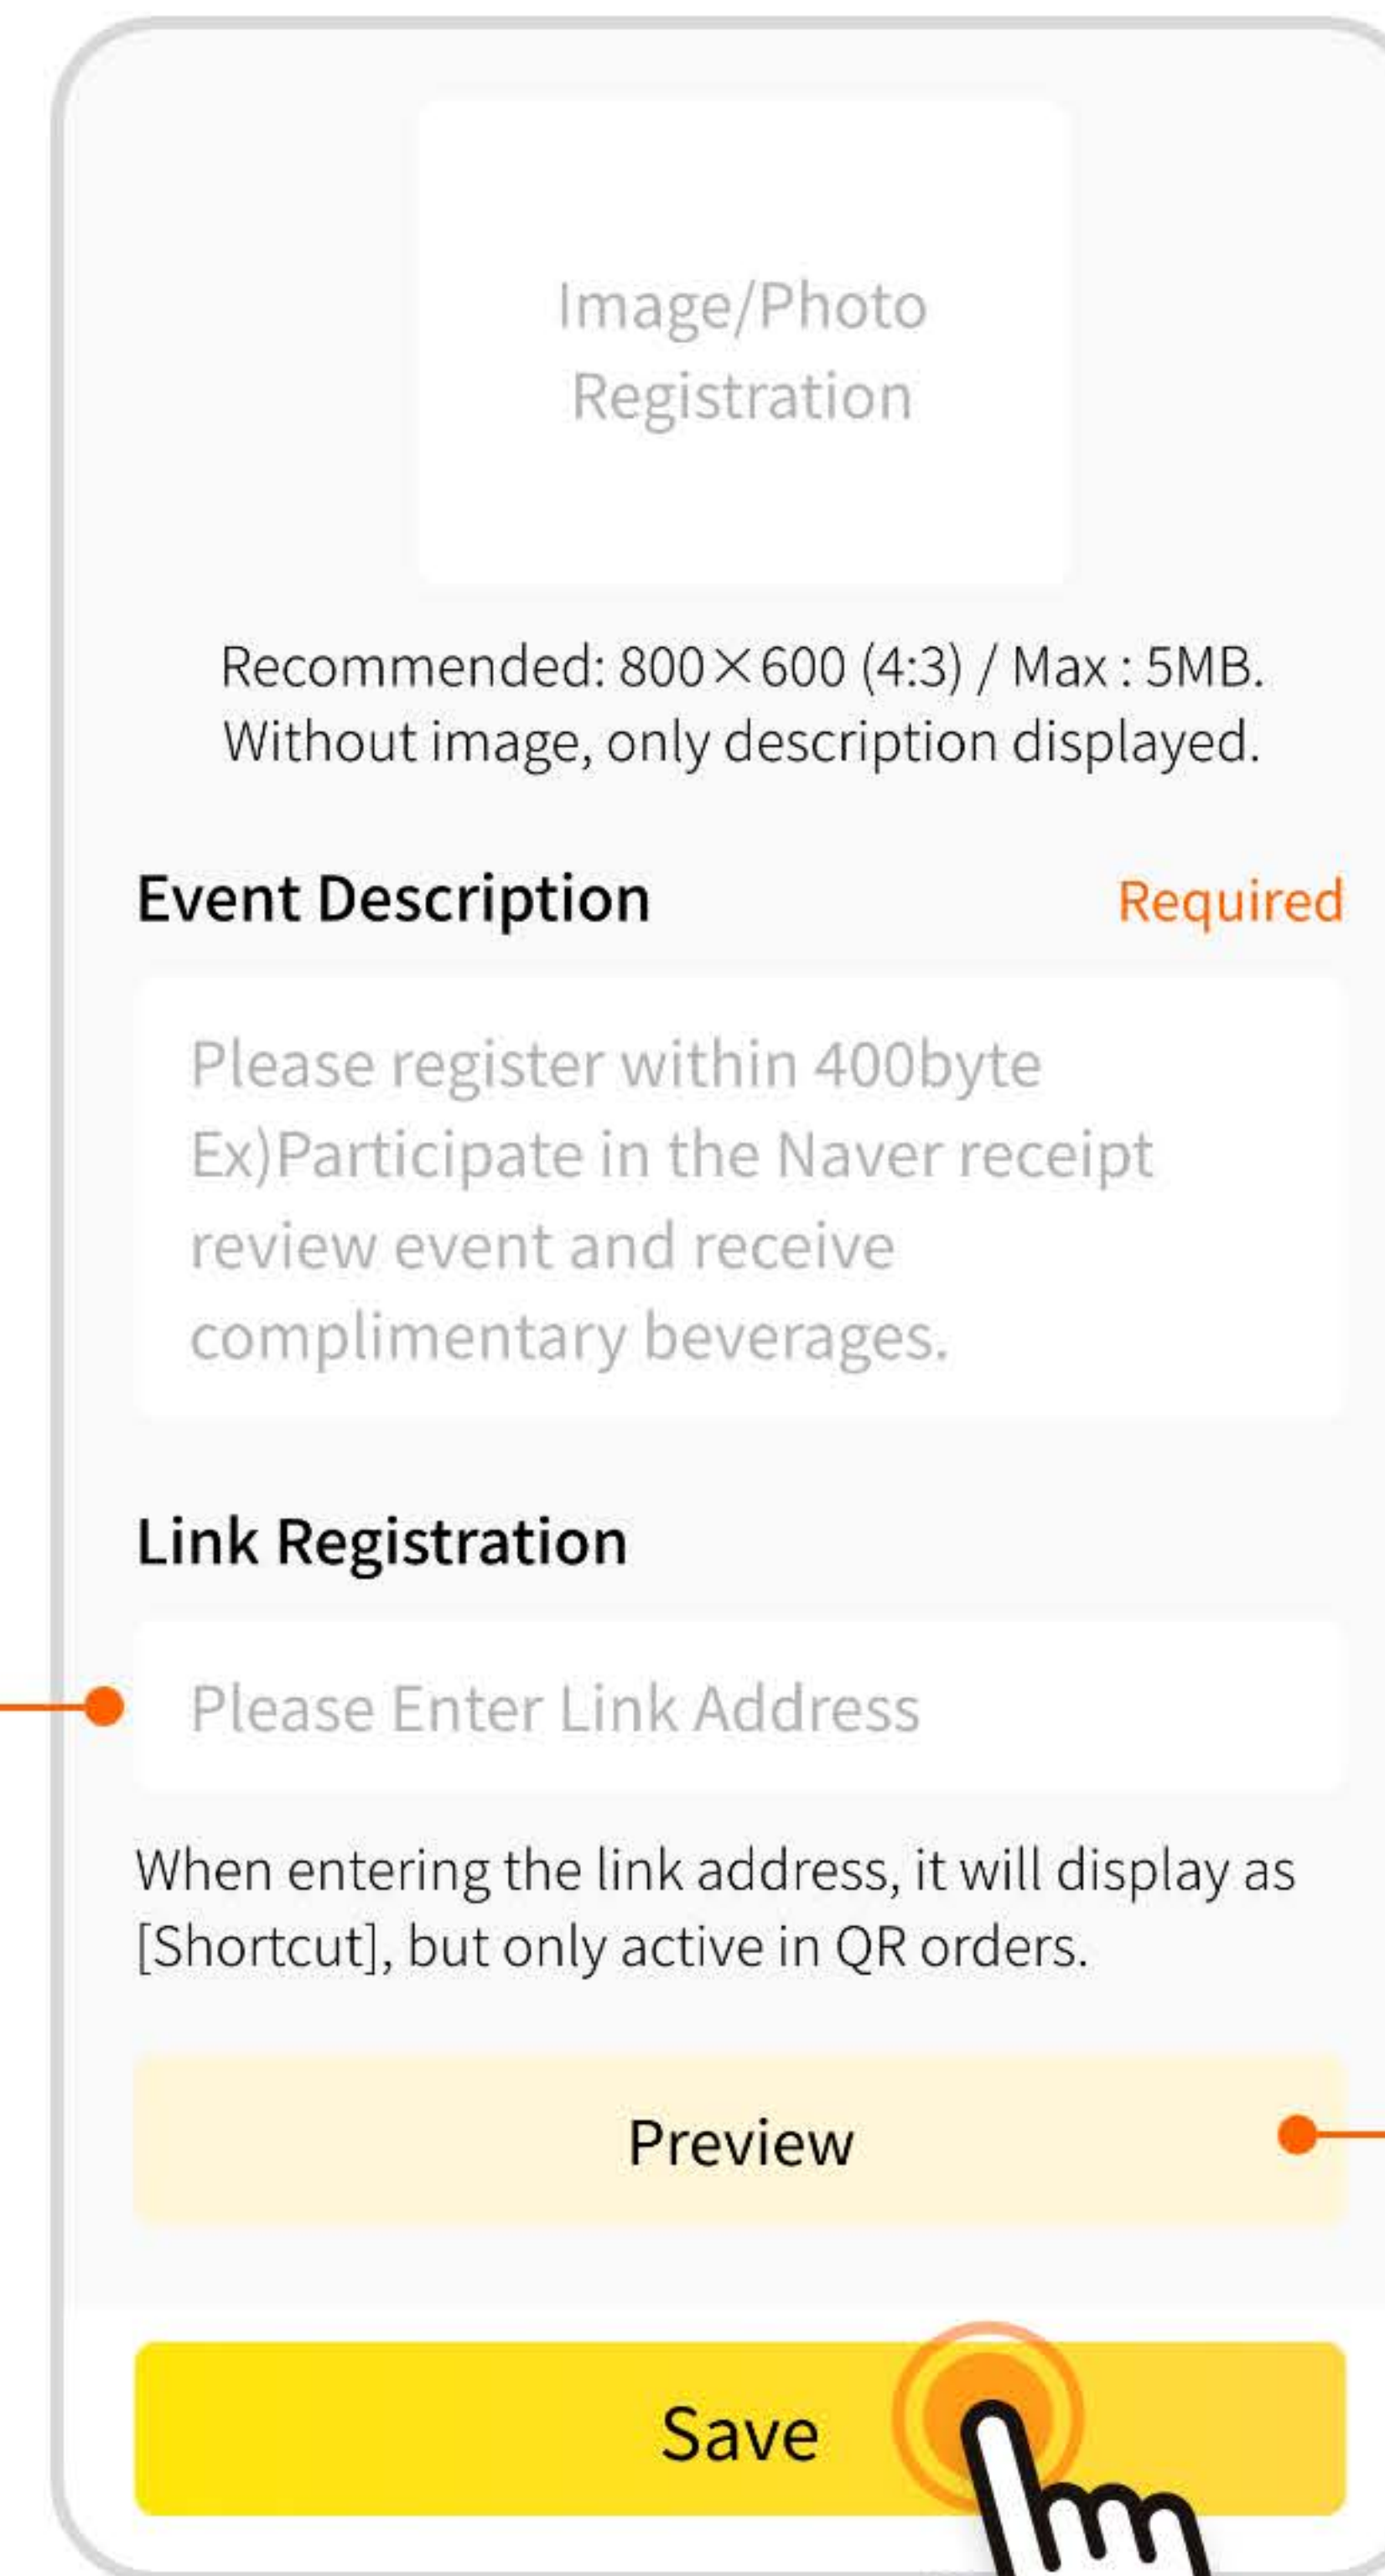 Image/Photo
Registration
Recommended: 800×600 (4:3) / Max : 5MB.
Without image, only description displayed.
Event Description
Required
Please register within 400byte
Ex)Participate in the Naver receipt
review event and receive
complimentary beverages.
Link Registration
Please Enter Link Address
When entering the link address, it will display as
[Shortcut], but only active in QR orders.
Preview
Save